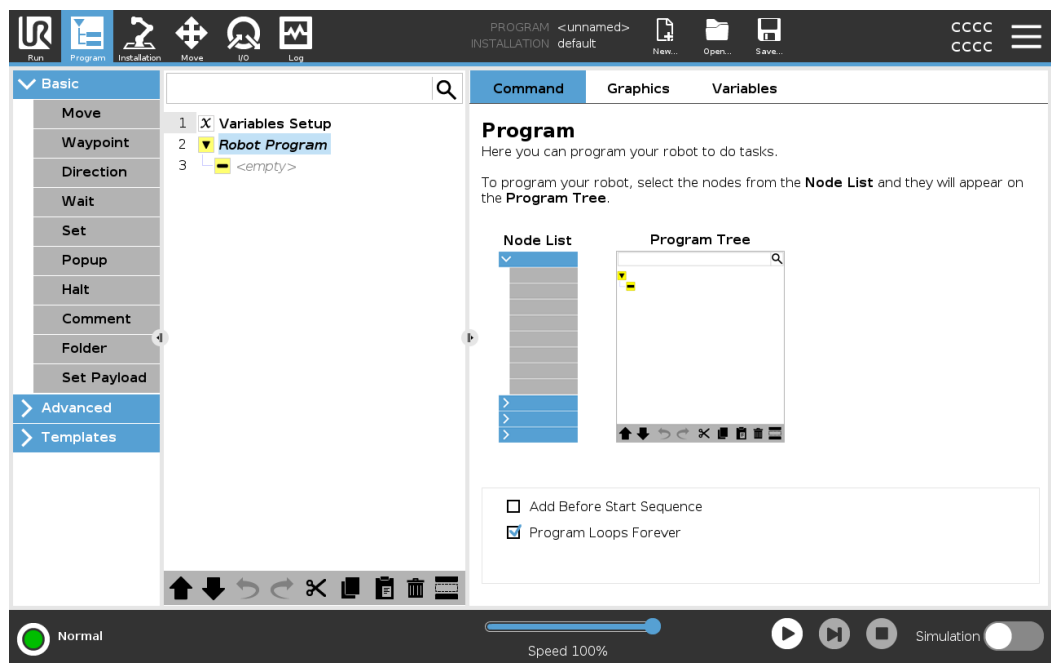 PROGRAM <unnamed>
INSTALLATION default
New... Open... Save...
CCCC
CCCC
Run Program Installation Move I/O Log
Basic
Move
Waypoint
Direction
Wait
Set
Popup
Halt
Comment
Folder
Set Payload
Advanced
Templates
1 X Variables Setup
2 Robot Program
3 <empty>
Command Graphics Variables
Program
Here you can program your robot to do tasks.
To program your robot, select the nodes from the Node List and they will appear on
the Program Tree.
Node List Program Tree
Add Before Start Sequence
Program Loops Forever
Normal
Speed 100%
Simulation